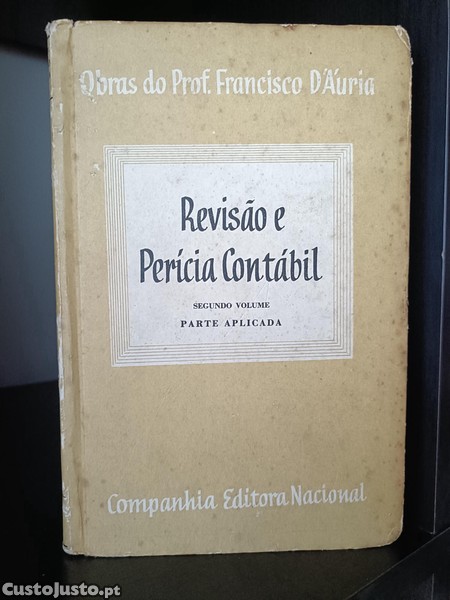 Obras do Prof. Francisco D'Áuria
Revisão e
Perícia Contábil
SEGUNDO VOLUME
PARTE APLICADA
Companhia Editora Nacional
CustoJusto.pt